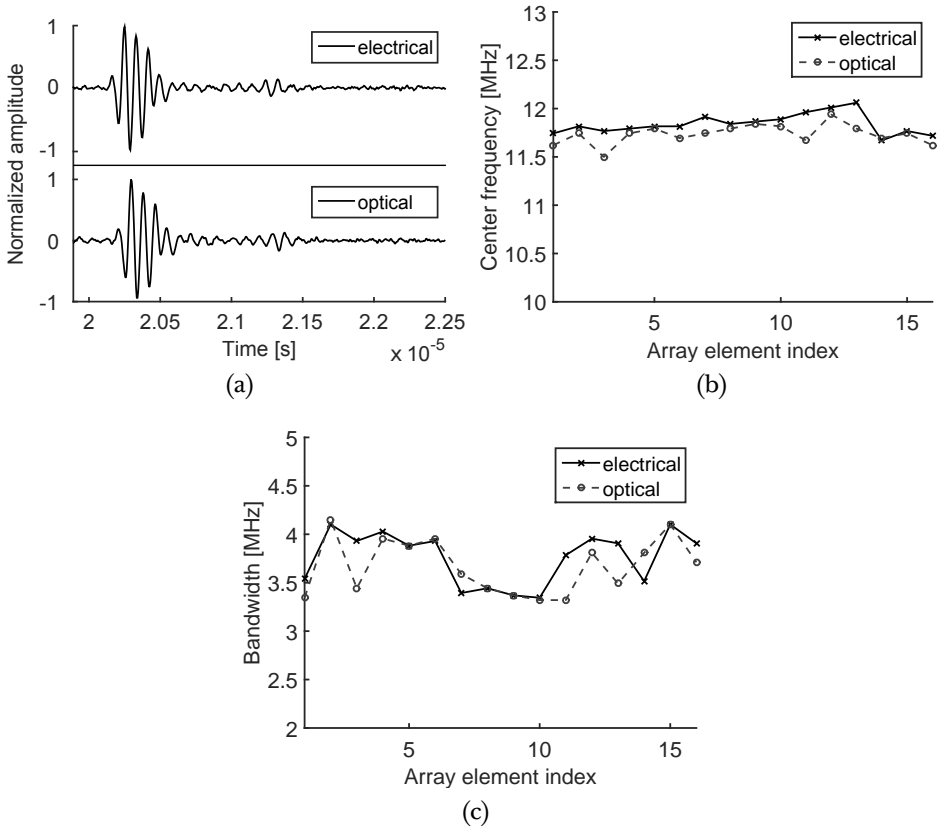 1
electrical
0
-1
Normalized amplitude
1
optical
0
-1
2 2.05 2.1 2.15 2.2 2.25
Time [s]
x 10-5
(a)
13
12.5
12
11.5
11
10.5
10
Center frequency [MHz]
electrical
optical
5 10 15
Array element index
(b)
5
4.5
4
3.5
3
2.5
2
Bandwidth [MHz]
electrical
optical
5 10 15
Array element index
(c)